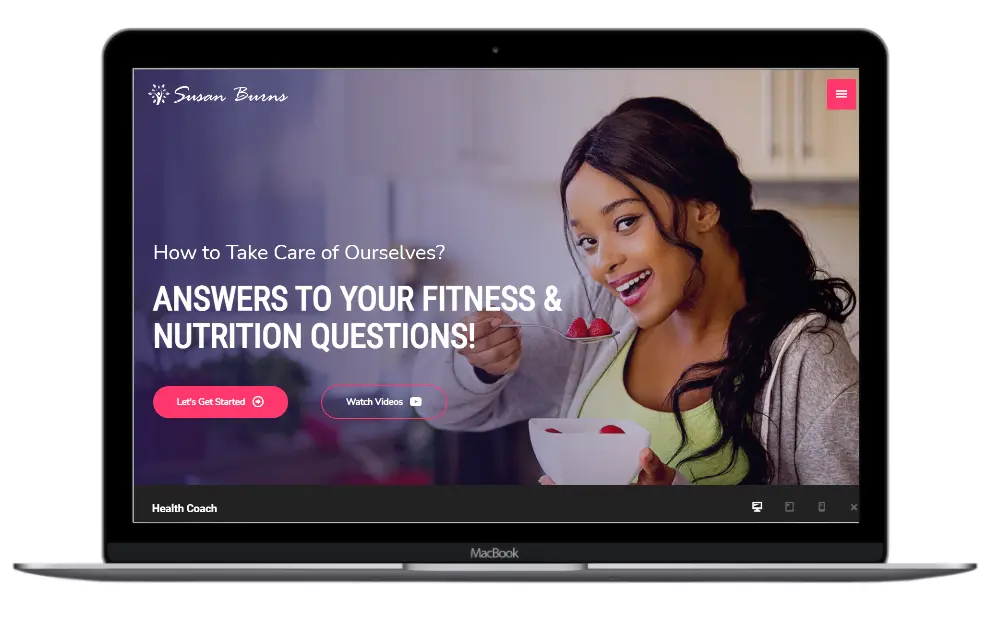 Susan Burns
How to Take Care of Ourselves?
ANSWERS TO YOUR FITNESS &
NUTRITION QUESTIONS!
Let's Get Started
Watch Videos
Health Coach
MacBook